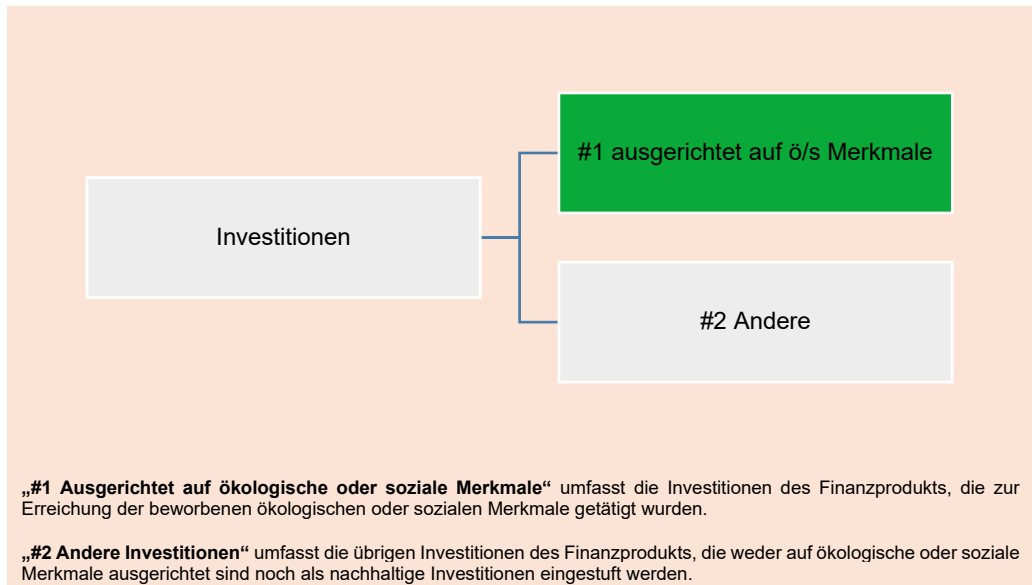 #1 ausgerichtet auf ö/s Merkmale
Investitionen
#2 Andere
„#1 Ausgerichtet auf ökologische oder soziale Merkmale“ umfasst die Investitionen des Finanzprodukts, die zur
Erreichung der beworbenen ökologischen oder sozialen Merkmale getätigt wurden.
„#2 Andere Investitionen“ umfasst die übrigen Investitionen des Finanzprodukts, die weder auf ökologische oder soziale
Merkmale ausgerichtet sind noch als nachhaltige Investitionen eingestuft werden.